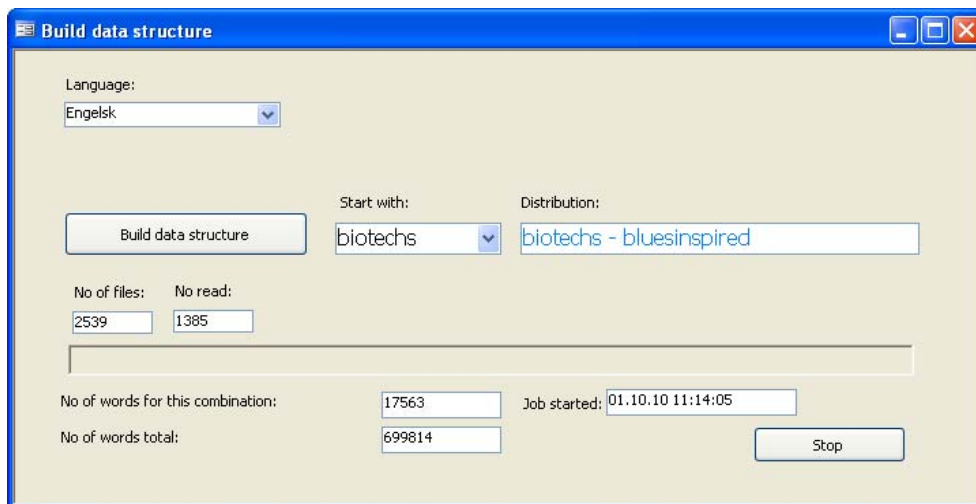 Build data structure
Language:
Engelsk
Start with:
Distribution:
Build data structure
biotechs
biotechs - bluesinspired
No of files:
No read:
2539
1385
No of words for this combination:
17563
Job started:
01.10.10 11:14:05
No of words total:
699814
Stop